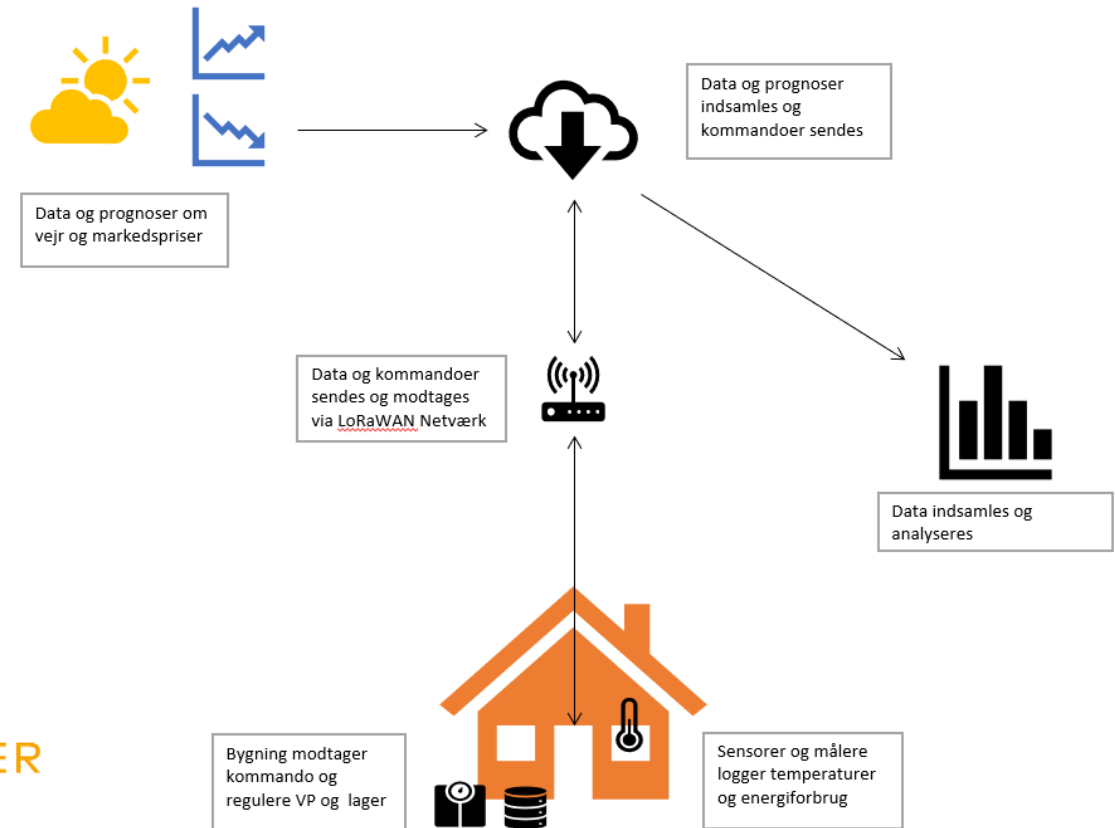 Data og prognoser
indsamles og
kommandoer sendes
Data og prognoser om
vejr og markedspriser
Data og kommandoer
sendes og modtages
via LoRaWAN Netværk
Data indsamles og
analyseres
Bygning modtager
kommando og
regulere VP og lager
Sensorer og målere
logger temperaturer
og energiforbrug
ER